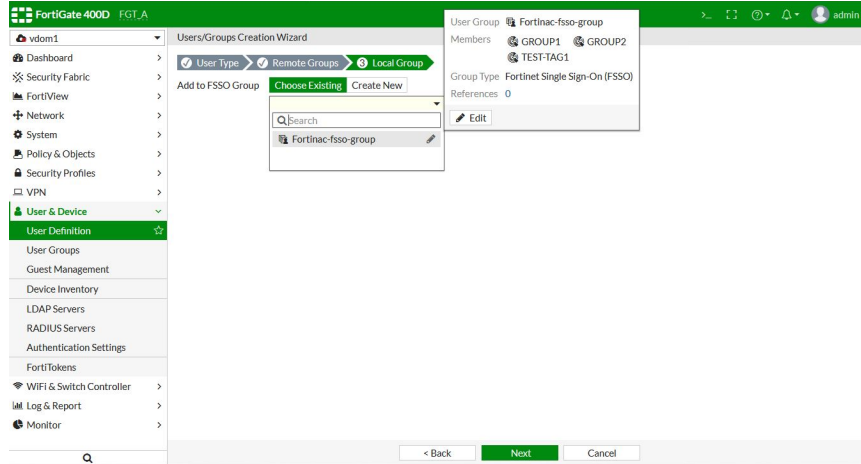 FortiGate 400D FGT_A
admin
vdom1
Dashboard
Security Fabric
FortiView
Network
System
Policy & Objects
Security Profiles
VPN
User & Device
User Definition
User Groups
Guest Management
Device Inventory
LDAP Servers
RADIUS Servers
Authentication Settings
FortiTokens
WiFi & Switch Controller
Log & Report
Monitor
Users/Groups Creation Wizard
User Type
Remote Groups
3 Local Group
Add to FSSO Group Choose Existing Create New
Search
Fortinac-fsso-group
User Group Fortinac-fsso-group
Members GROUP1 GROUP2
TEST-TAG1
Group Type Fortinet Single Sign-On (FSSO)
References 0
Edit
< Back Next Cancel